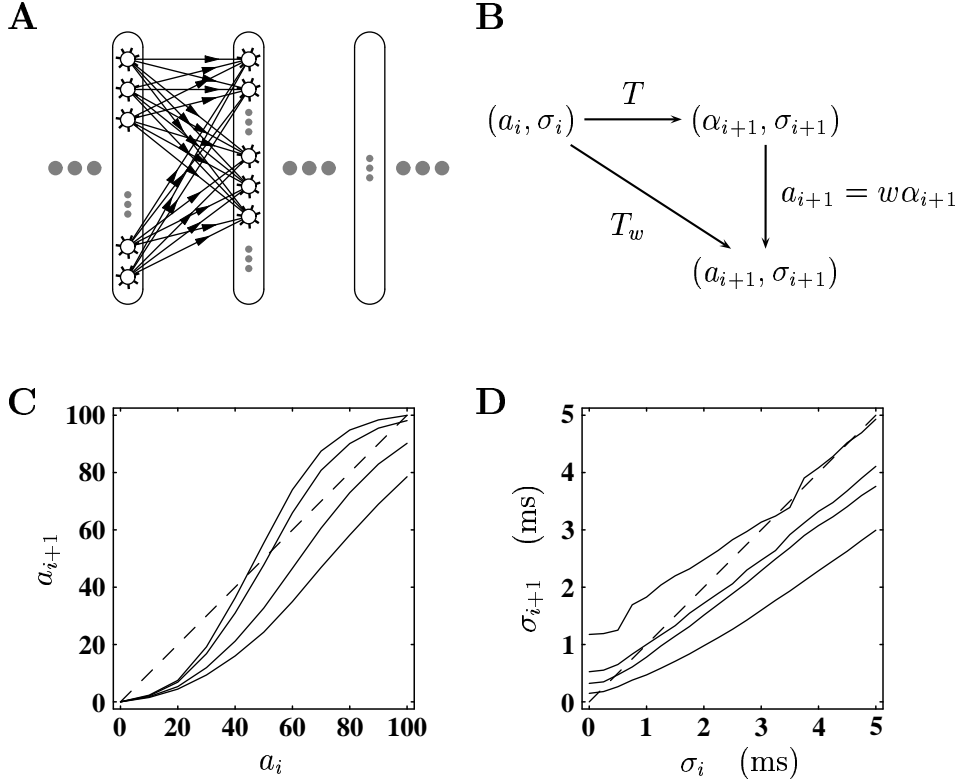 A
B
(a_i, σ_i) T (α_{i+1}, σ_{i+1})
a_{i+1} = wα_{i+1}
T_w
(a_{i+1}, σ_{i+1})
C
100
80
60
40
20
0
a_{i+1}
0 20 40 60 80 100
a_i
D
5
4
3
2
1
0
σ_{i+1} (ms)
0 1 2 3 4 5
σ_i (ms)